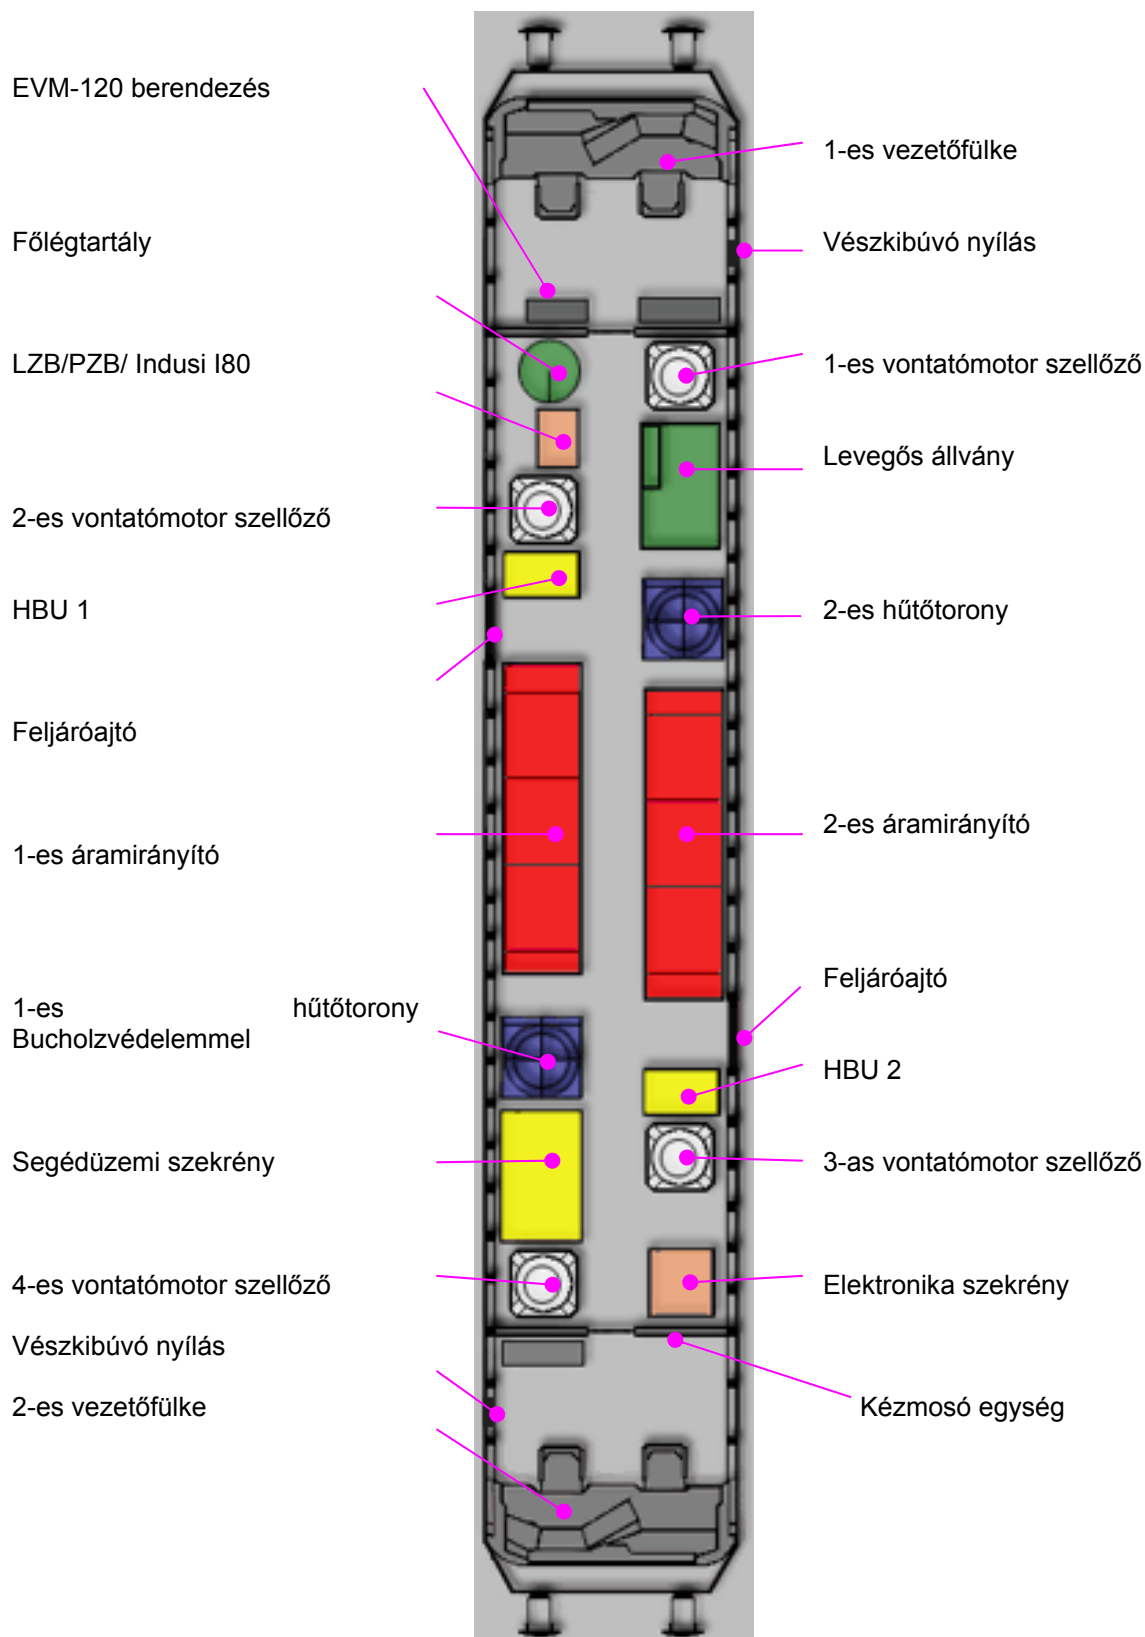 EVM-120 berendezés
Főlégtartály
LZB/PZB/ Indusi I80
2-es vontatómotor szellőző
HBU 1
Feljáróajtó
1-es áramirányító
1-es hűtőtorony
Bucholzvédelemmel
Segédüzemi szekrény
4-es vontatómotor szellőző
Vészkibúvó nyílás
2-es vezetőfülke
1-es vezetőfülke
Vészkibúvó nyílás
1-es vontatómotor szellőző
Levegős állvány
2-es hűtőtorony
2-es áramirányító
Feljáróajtó
HBU 2
3-as vontatómotor szellőző
Elektronika szekrény
Kézmosó egység